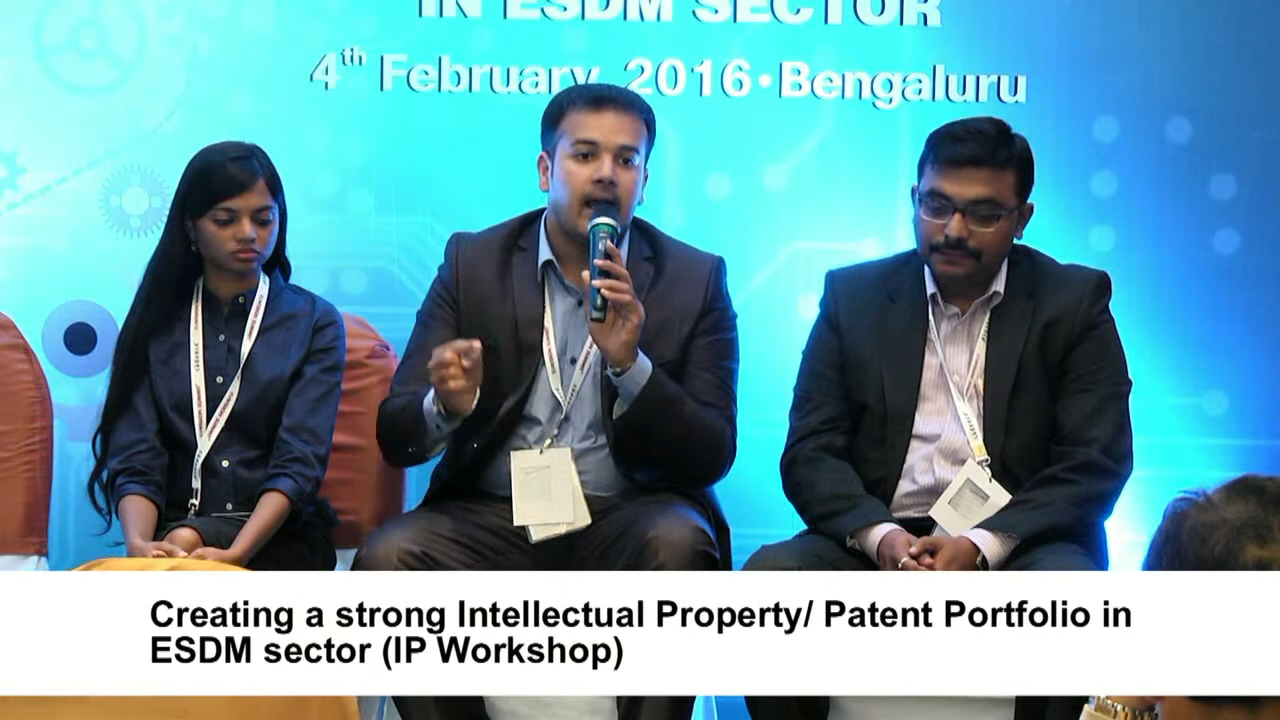 IN ESDM SECTOR
4th February, 2016 • Bengaluru
Creating a strong Intellectual Property/ Patent Portfolio in
ESDM sector (IP Workshop)